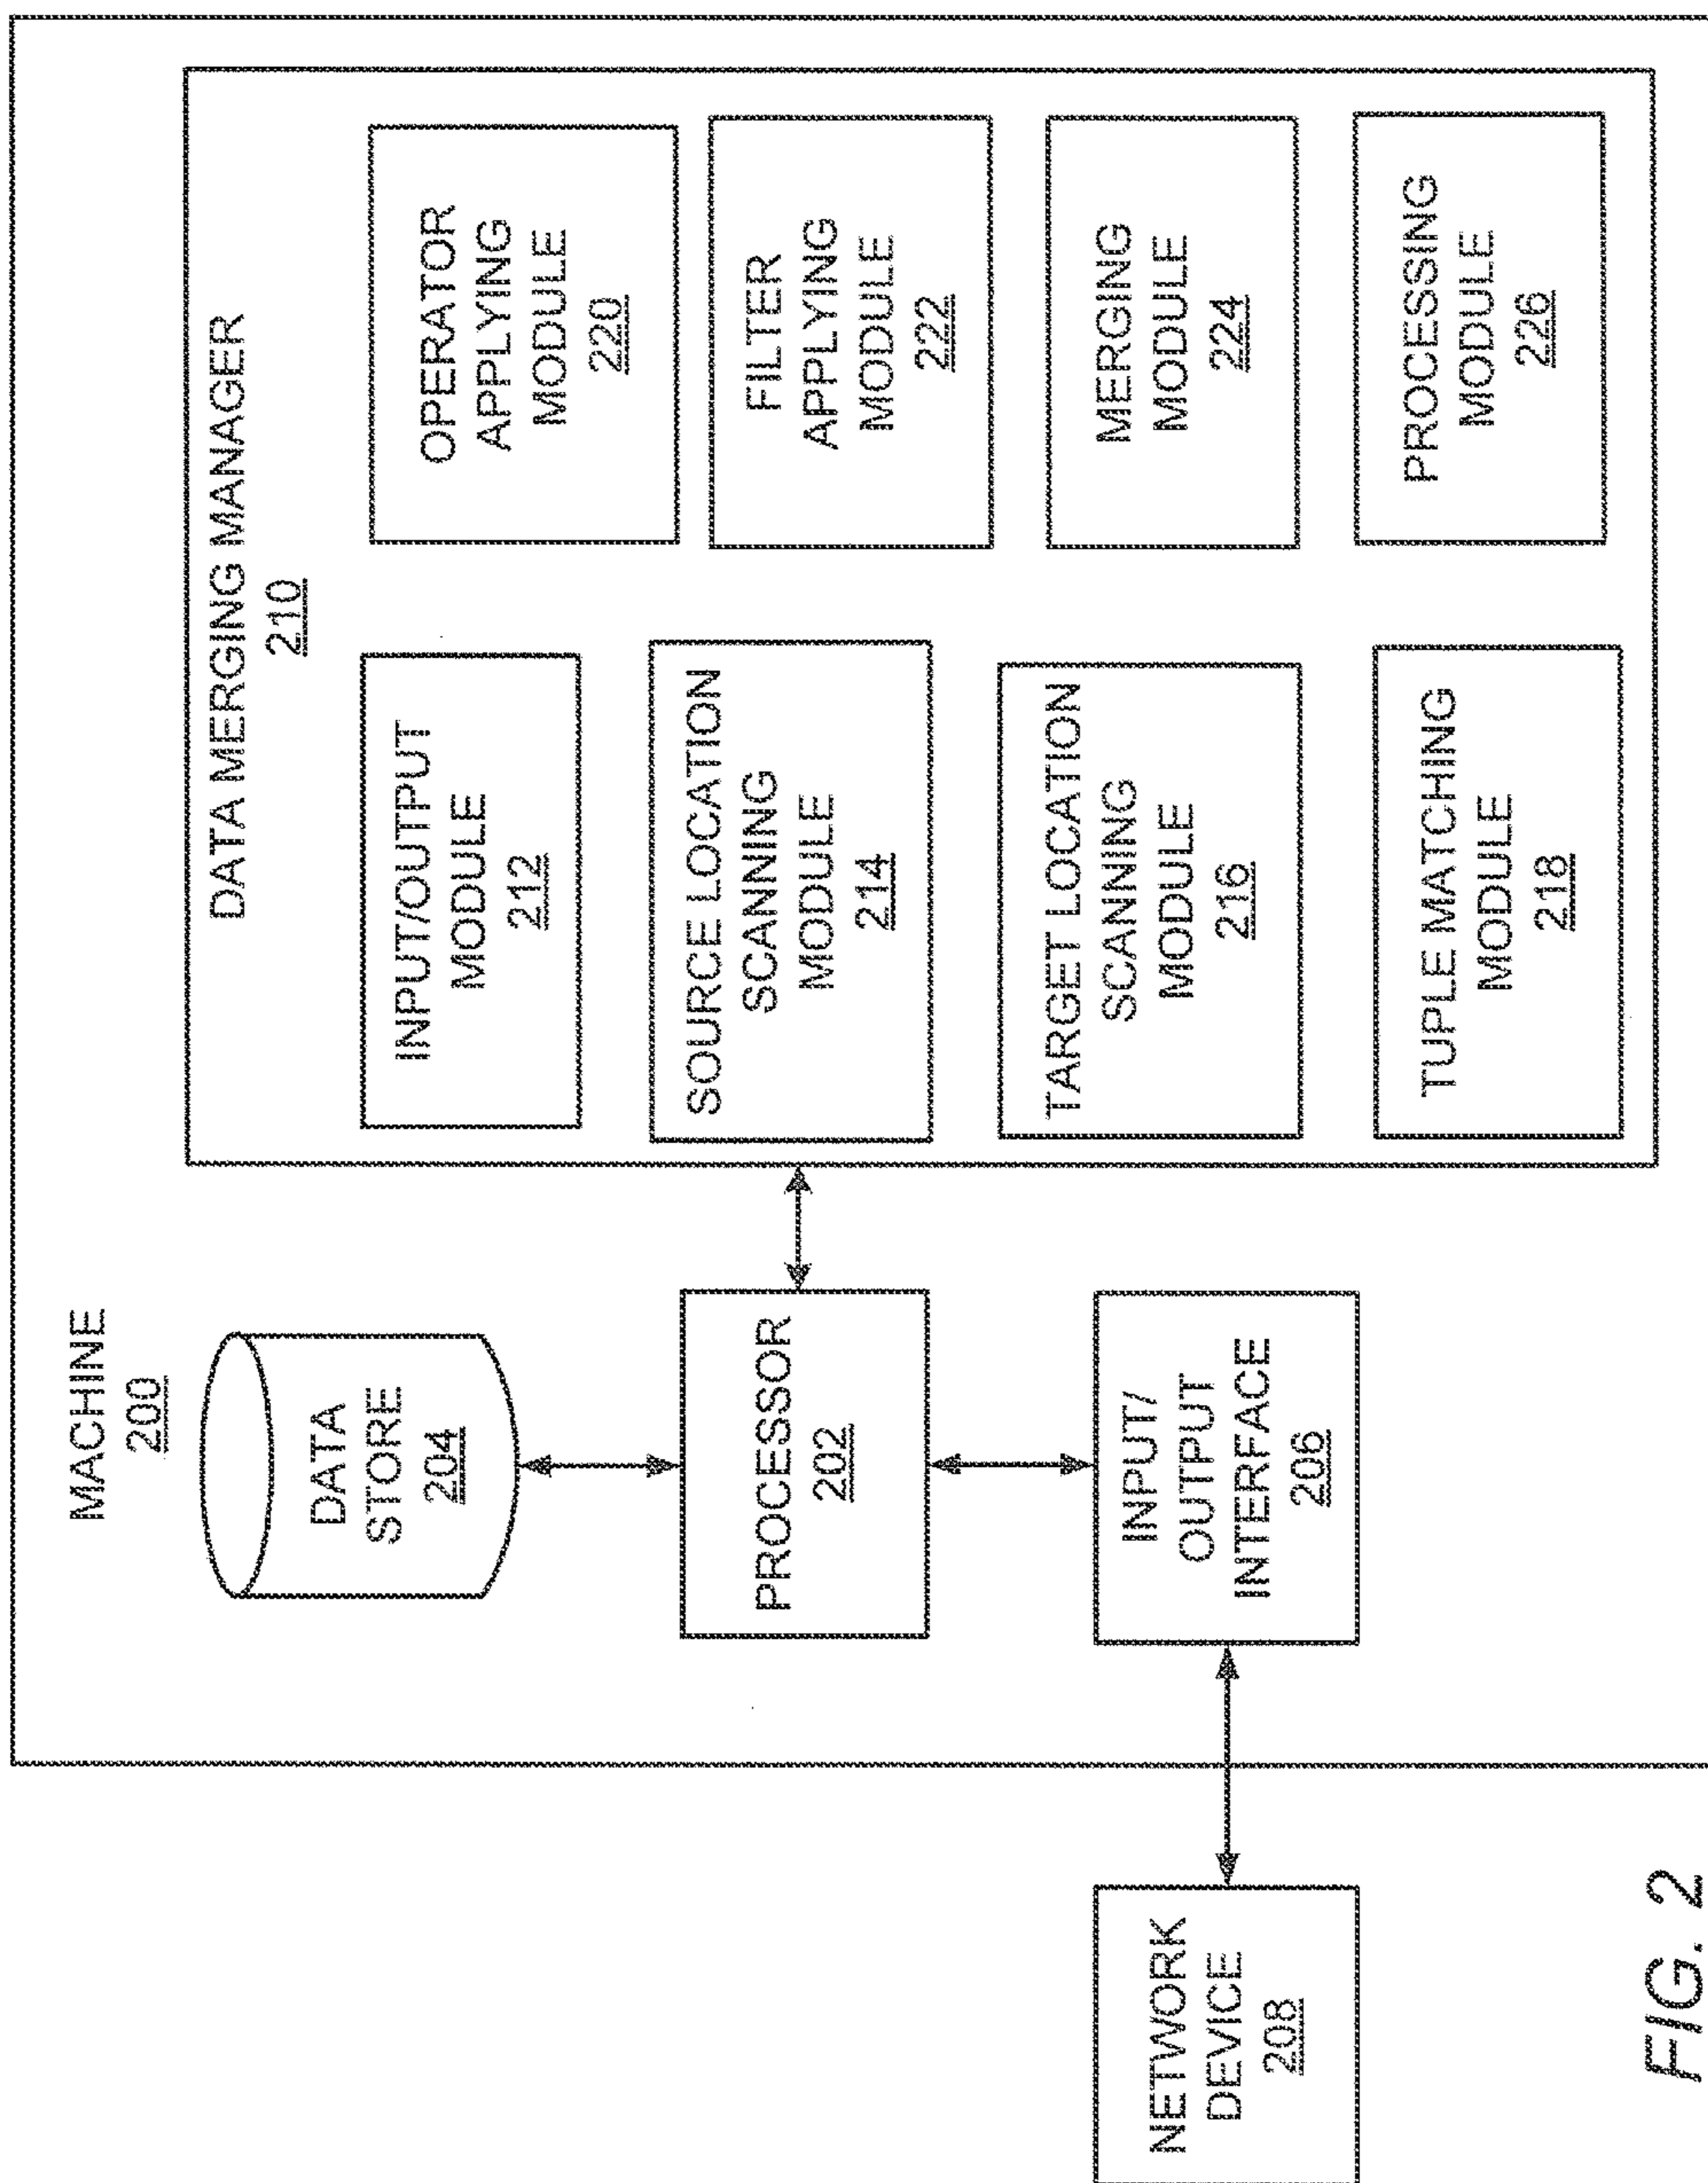 MACHINE
200
DATA
STORE
204
PROCESSOR
202
INPUT/
OUTPUT
INTERFACE
206
NETWORK
DEVICE
208
DATA MERGING MANAGER
210
INPUT/OUTPUT
MODULE
212
SOURCE LOCATION
SCANNING
MODULE
214
TARGET LOCATION
SCANNING
MODULE
216
TUPLE MATCHING
MODULE
218
OPERATOR
APPLYING
MODULE
220
FILTER
APPLYING
MODULE
222
MERGING
MODULE
224
PROCESSING
MODULE
226
FIG. 2